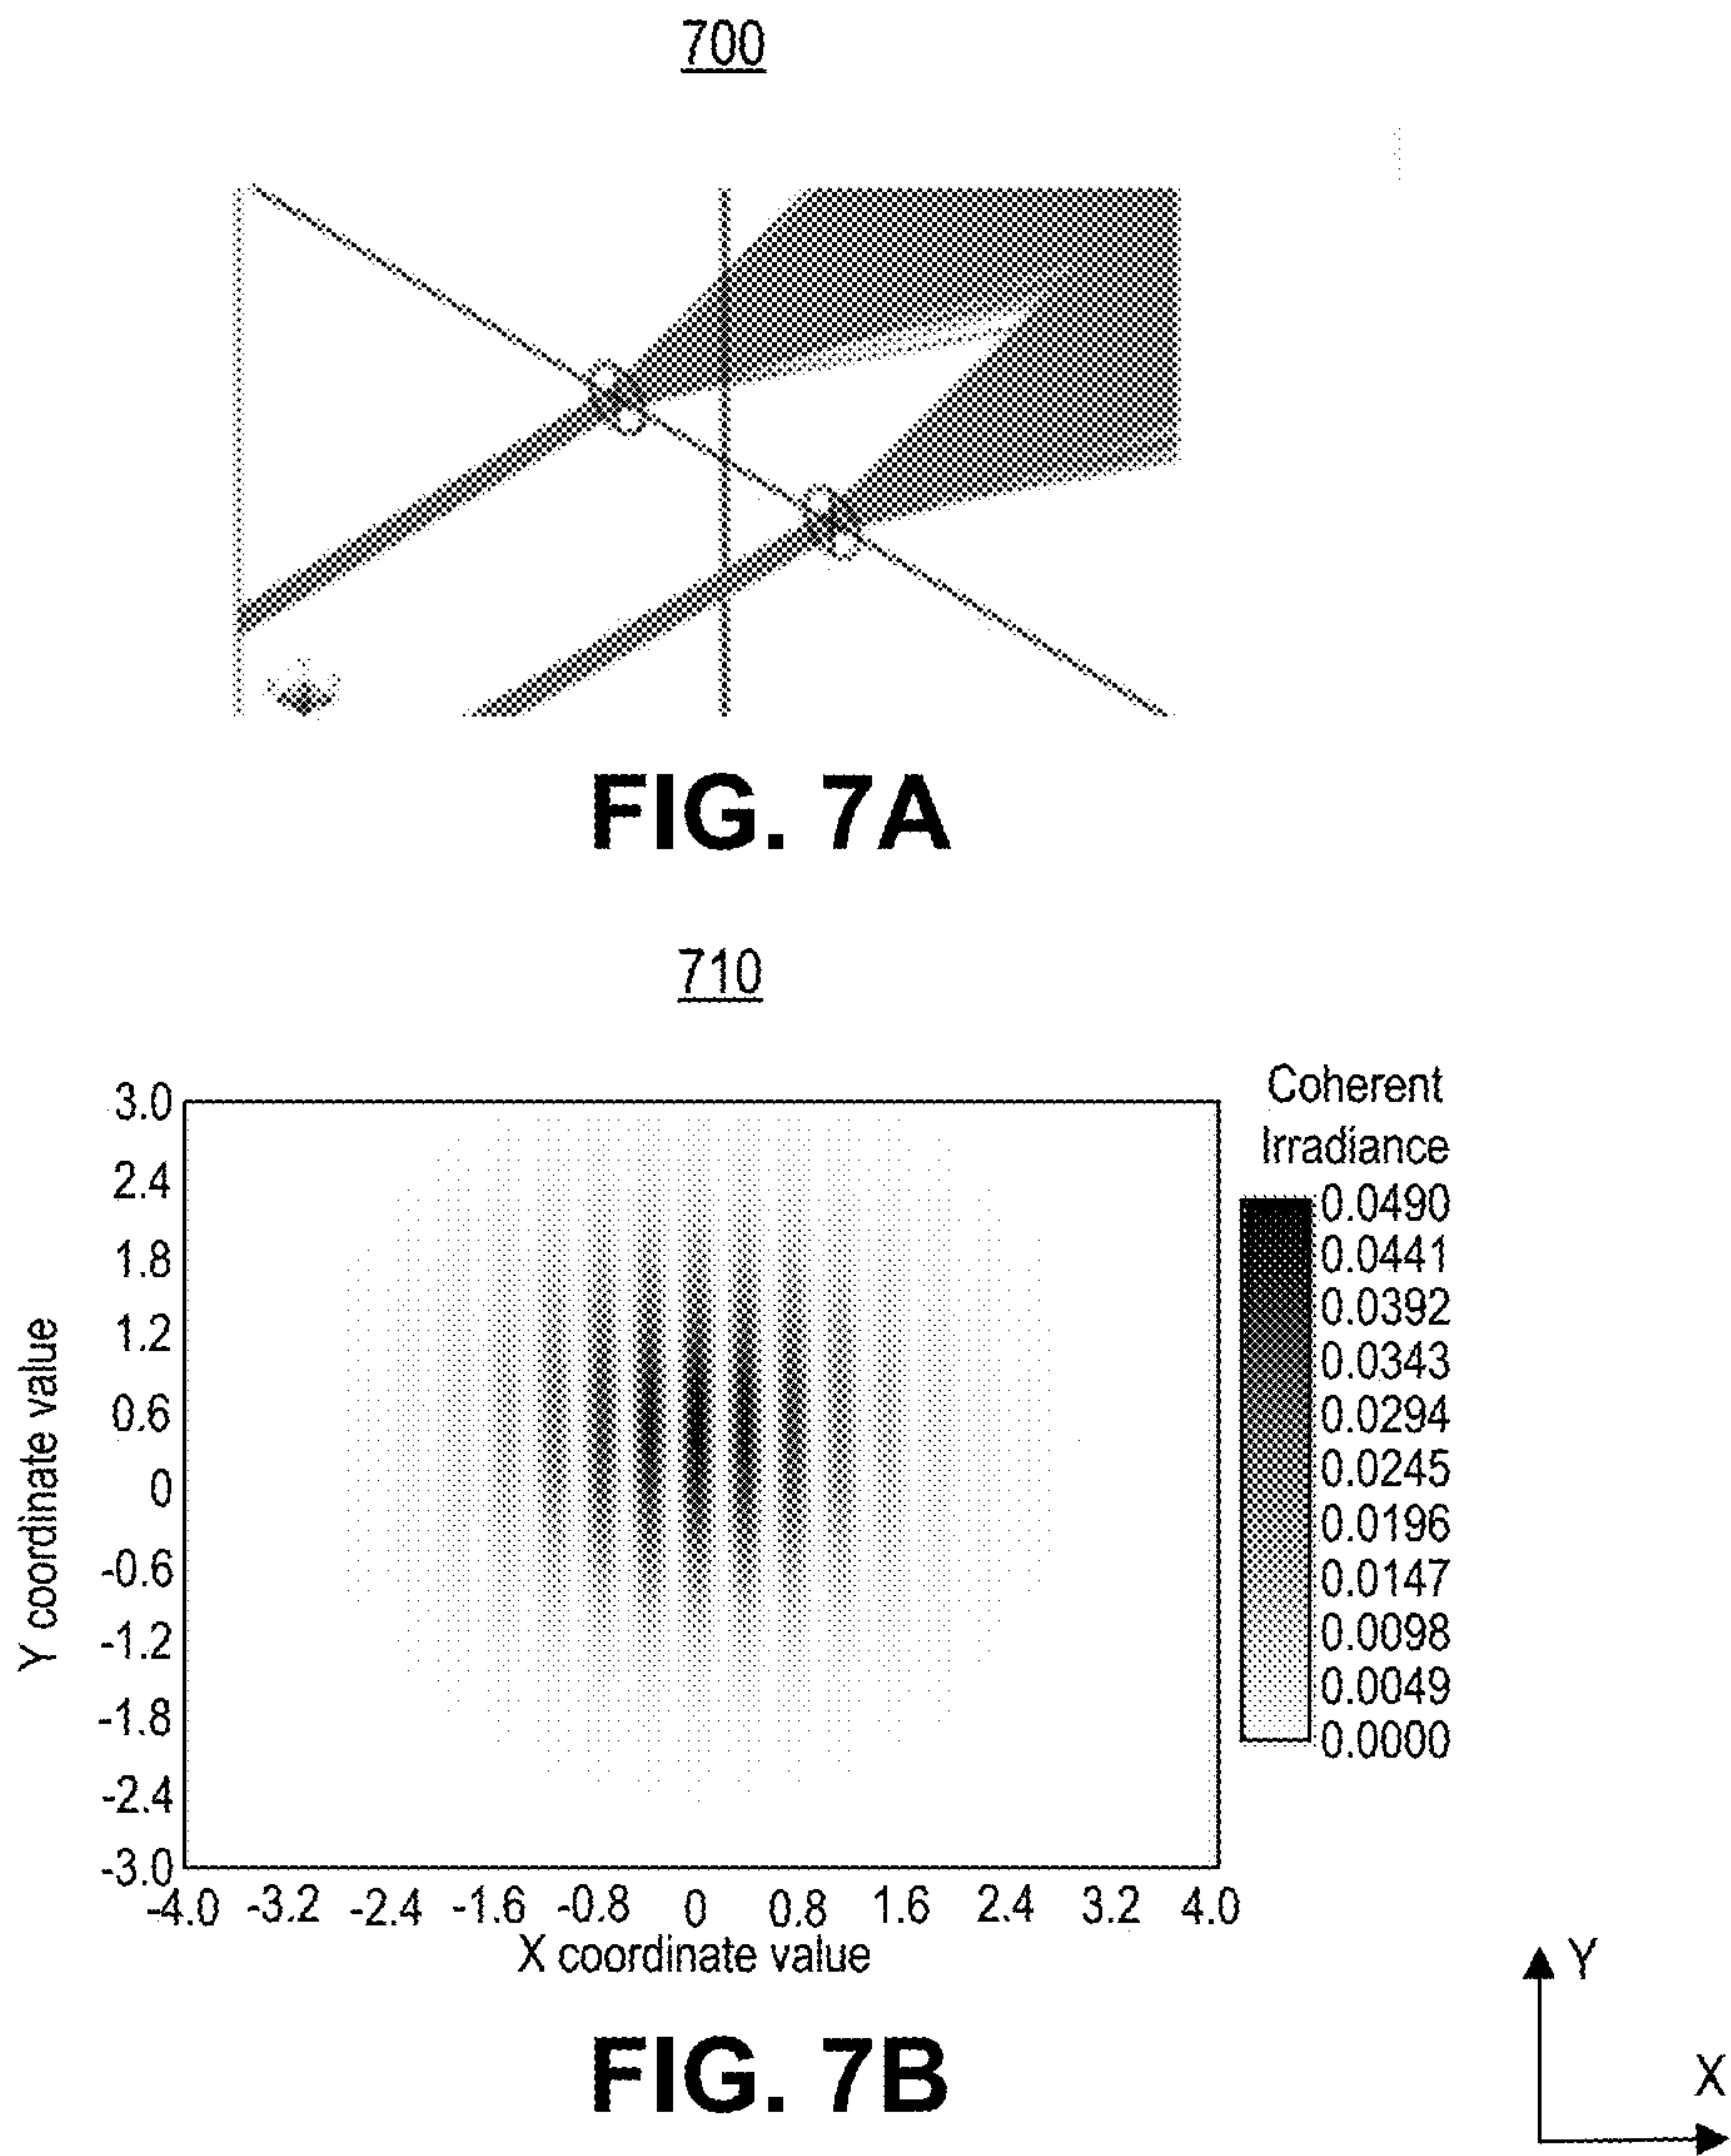 700
FIG. 7A
710
Coherent
Irradiance
3.0
2.4
1.8
1.2
0.6
0
-0.6
-1.2
-1.8
-2.4
-3.0
Y coordinate value
0.0490
0.0441
0.0392
0.0343
0.0294
0.0245
0.0196
0.0147
0.0098
0.0049
0.0000
-4.0 -3.2 -2.4 -1.6 -0.8 0 0.8 1.6 2.4 3.2 4.0
X coordinate value
Y
X
FIG. 7B